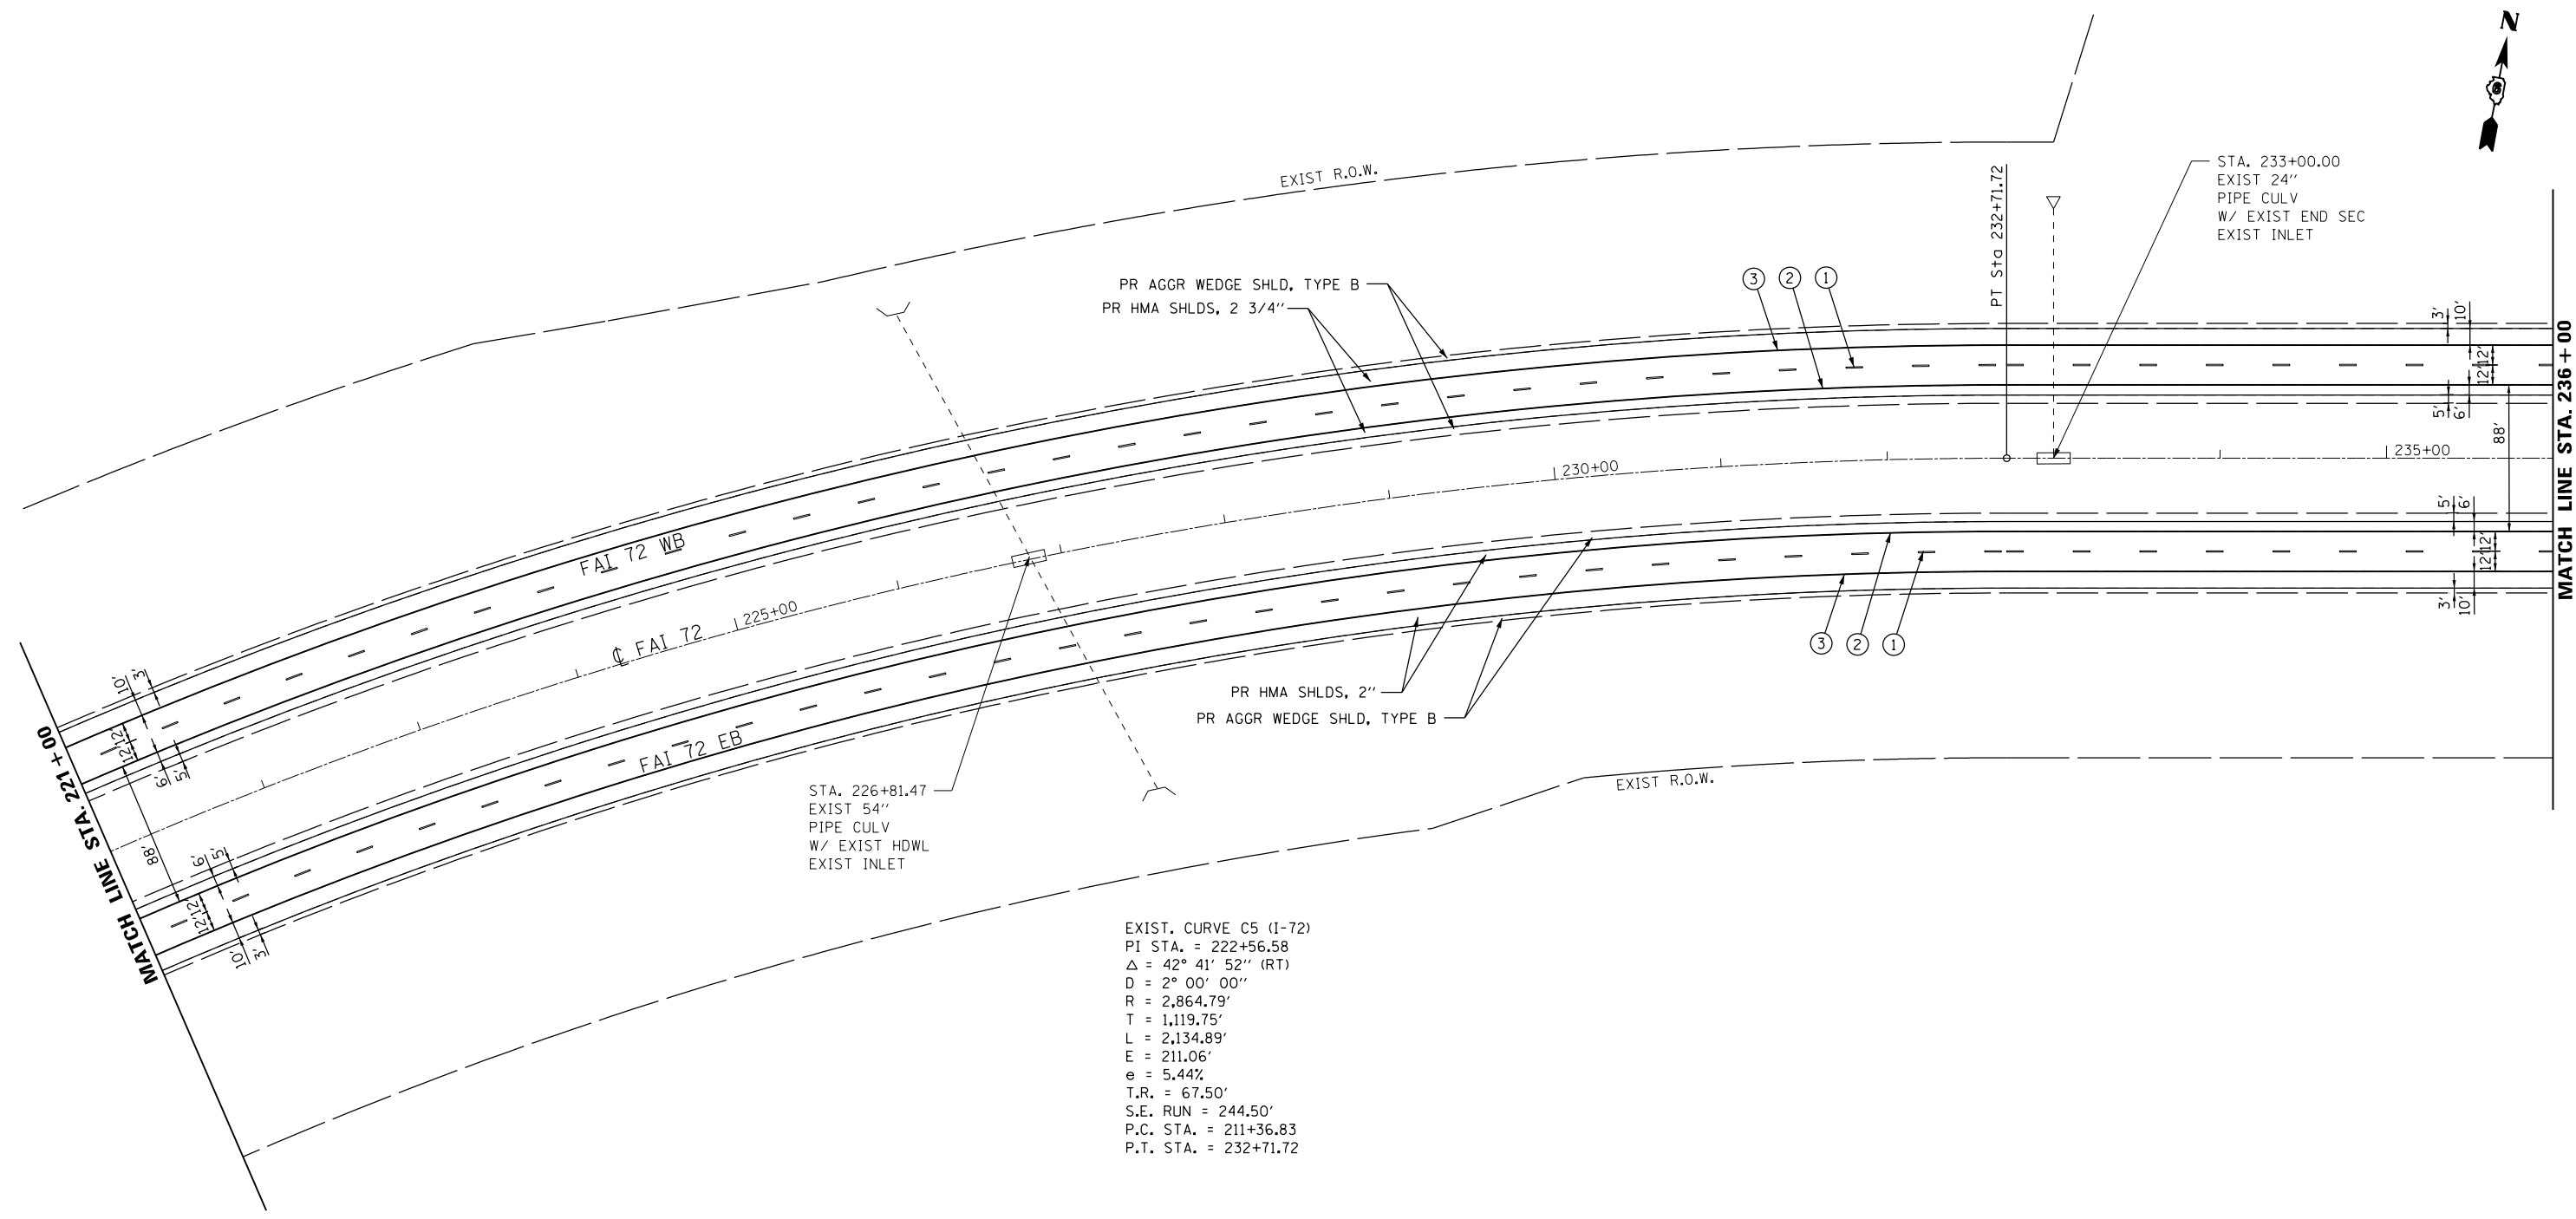 N
6
EXIST R.O.W.
PT Sta 232+71.72
STA. 233+00.00
EXIST 24''
PIPE CULV
W/ EXIST END SEC
EXIST INLET
PR AGGR WEDGE SHLD, TYPE B
PR HMA SHLDS, 2 3/4''
3
2
1
3'
10'
12'
12'
5'
6'
88'
5'
6'
12'
12'
3'
10'
MATCH LINE STA. 236+00
235+00
230+00
FAI 72 WB
℄ FAI 72
225+00
FAI 72 EB
10'
3'
12'
12'
6'
5'
88'
6'
5'
12'
12'
10'
3'
MATCH LINE STA. 221+00
3
2
1
PR HMA SHLDS, 2''
PR AGGR WEDGE SHLD, TYPE B
EXIST R.O.W.
STA. 226+81.47
EXIST 54''
PIPE CULV
W/ EXIST HDWL
EXIST INLET
EXIST. CURVE C5 (I-72)
PI STA. = 222+56.58
Δ = 42° 41' 52'' (RT)
D = 2° 00' 00''
R = 2,864.79'
T = 1,119.75'
L = 2,134.89'
E = 211.06'
e = 5.44%
T.R. = 67.50'
S.E. RUN = 244.50'
P.C. STA. = 211+36.83
P.T. STA. = 232+71.72